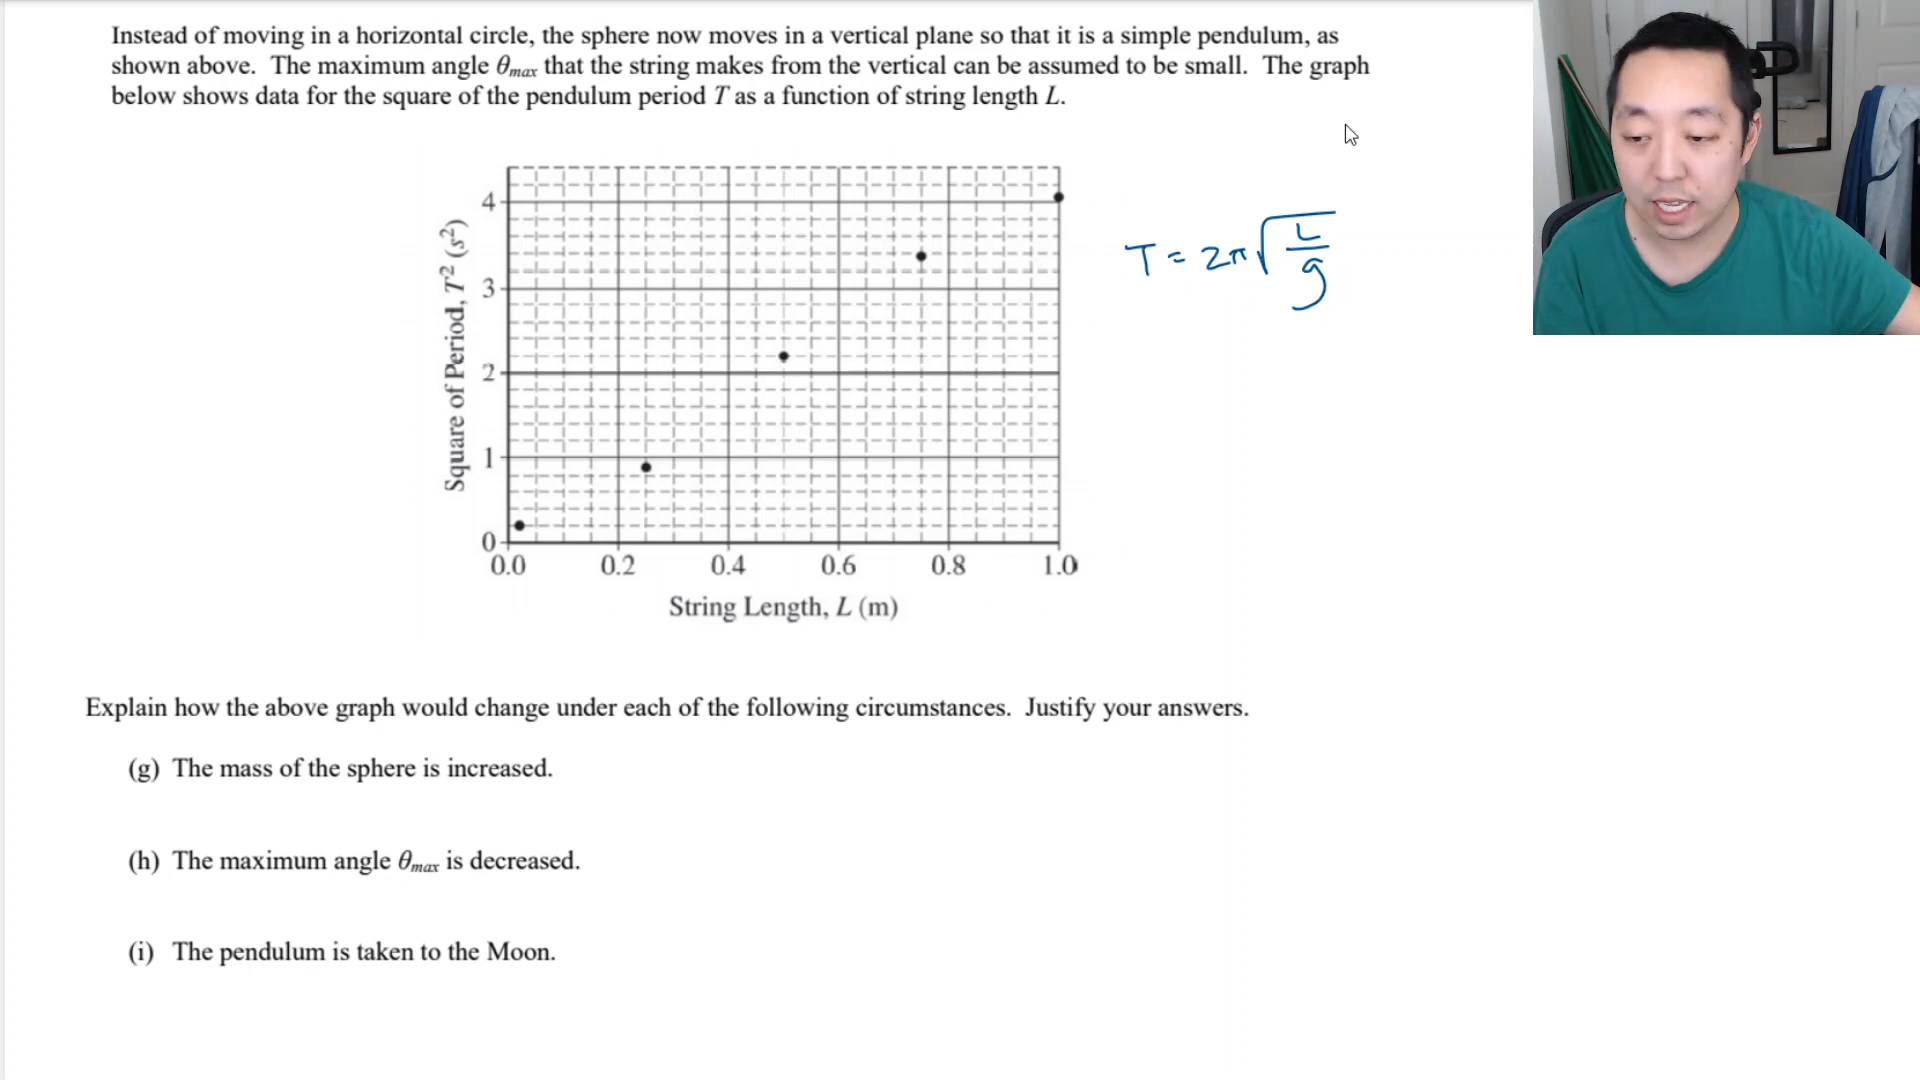 Instead of moving in a horizontal circle, the sphere now moves in a vertical plane so that it is a simple pendulum, as
shown above. The maximum angle θmax that the string makes from the vertical can be assumed to be small. The graph
below shows data for the square of the pendulum period T as a function of string length L.
Square of Period, T² (s²)
4
3
2
1
0
0.0 0.2 0.4 0.6 0.8 1.0
String Length, L (m)
T = 2π√(L/g)
Explain how the above graph would change under each of the following circumstances. Justify your answers.
(g) The mass of the sphere is increased.
(h) The maximum angle θmax is decreased.
(i) The pendulum is taken to the Moon.